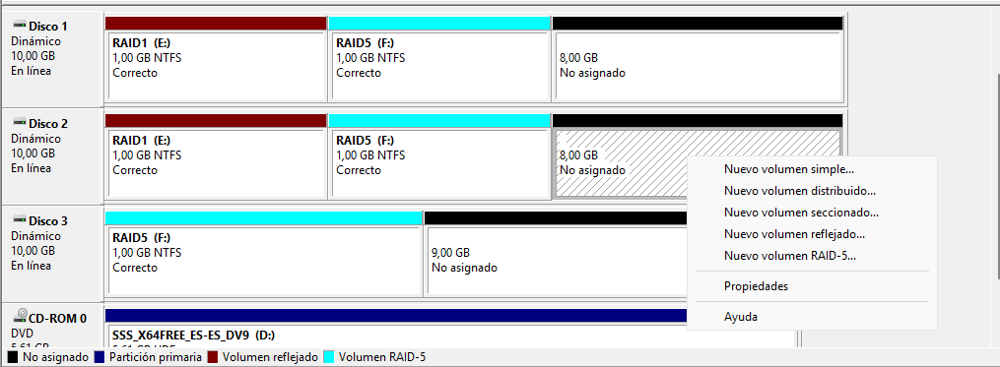 Disco 1
Dinámico
10,00 GB
En línea
RAID1 (E:)
1,00 GB NTFS
Correcto
RAID5 (F:)
1,00 GB NTFS
Correcto
8,00 GB
No asignado
Disco 2
Dinámico
10,00 GB
En línea
RAID1 (E:)
1,00 GB NTFS
Correcto
RAID5 (F:)
1,00 GB NTFS
Correcto
8,00 GB
No asignado
Nuevo volumen simple...
Nuevo volumen distribuido...
Nuevo volumen seccionado...
Nuevo volumen reflejado...
Nuevo volumen RAID-5...
Propiedades
Ayuda
Disco 3
Dinámico
10,00 GB
En línea
RAID5 (F:)
1,00 GB NTFS
Correcto
9,00 GB
No asignado
CD-ROM 0
DVD
SSS_X64FREE_ES-ES_DV9 (D:)
No asignado Partición primaria Volumen reflejado Volumen RAID-5